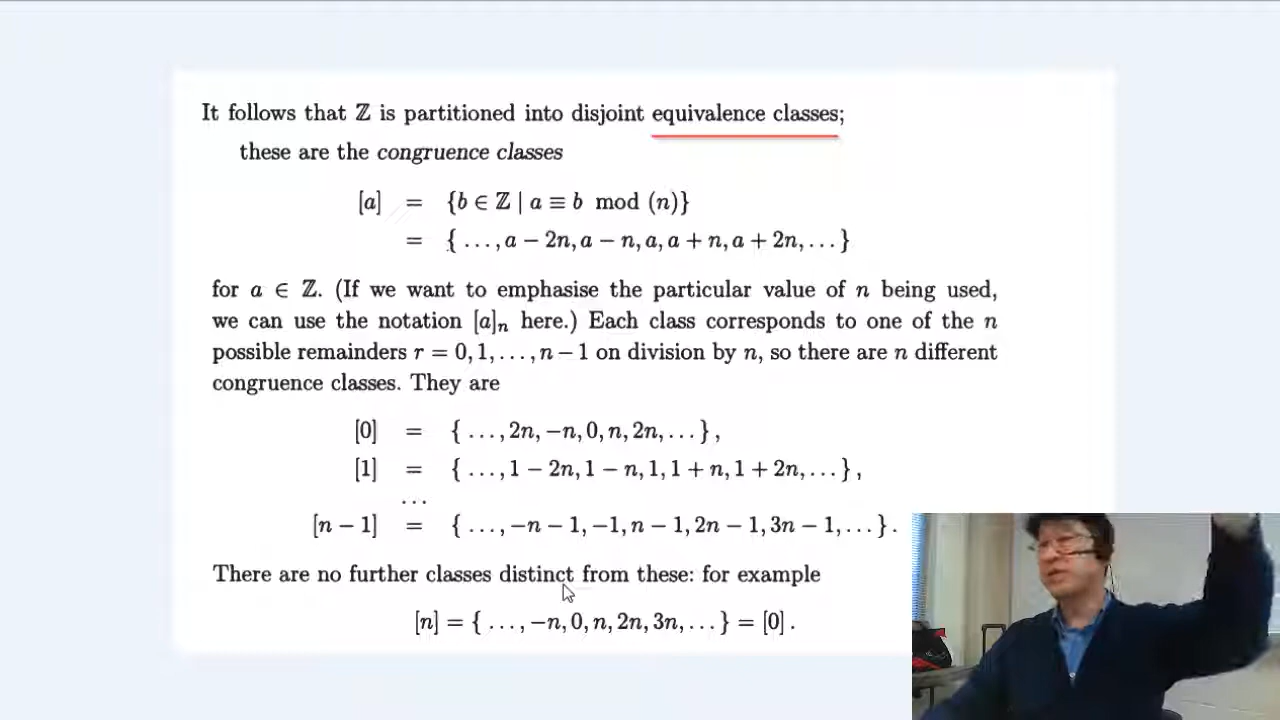 It follows that ℤ is partitioned into disjoint equivalence classes;
these are the congruence classes
[a] = {b ∈ ℤ | a ≡ b mod (n)}
= { …, a − 2n, a − n, a, a + n, a + 2n, … }
for a ∈ ℤ. (If we want to emphasise the particular value of n being used,
we can use the notation [a]ₙ here.) Each class corresponds to one of the n
possible remainders r = 0, 1, …, n − 1 on division by n, so there are n different
congruence classes. They are
[0] = { …, 2n, −n, 0, n, 2n, … },
[1] = { …, 1 − 2n, 1 − n, 1, 1 + n, 1 + 2n, … },
…
[n − 1] = { …, −n − 1, −1, n − 1, 2n − 1, 3n − 1, … }.
There are no further classes distinct from these: for example
[n] = { …, −n, 0, n, 2n, 3n, … } = [0].